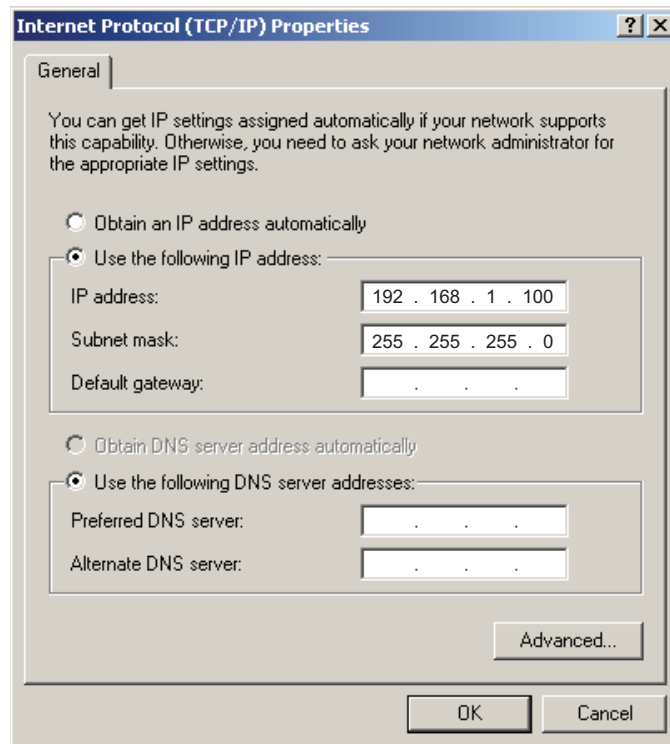 Internet Protocol (TCP/IP) Properties
General
You can get IP settings assigned automatically if your network supports
this capability. Otherwise, you need to ask your network administrator for
the appropriate IP settings.
Obtain an IP address automatically
Use the following IP address:
IP address: 192 . 168 . 1 . 100
Subnet mask: 255 . 255 . 255 . 0
Default gateway: . . .
Obtain DNS server address automatically
Use the following DNS server addresses:
Preferred DNS server: . . .
Alternate DNS server: . . .
Advanced...
OK Cancel